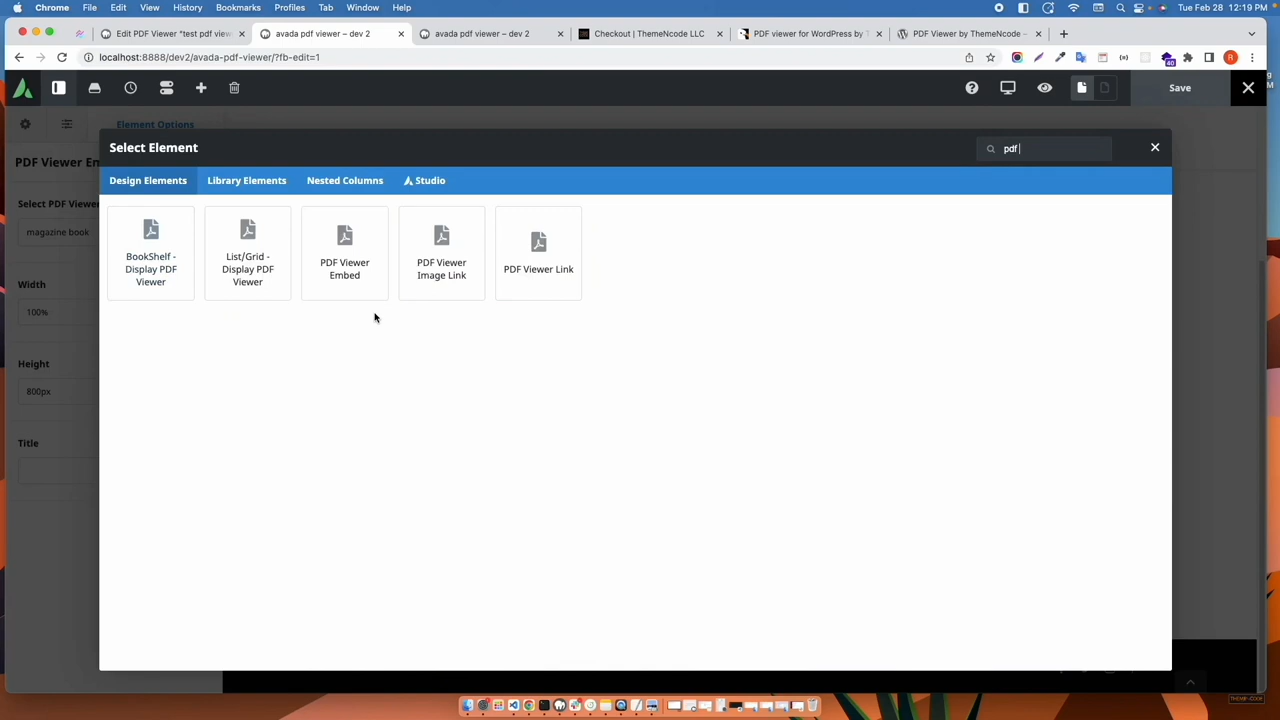 Chrome File Edit View History Bookmarks Profiles Tab Window Help Tue Feb 28 12:19 PM
Edit PDF Viewer "test pdf view avada pdf viewer – dev 2 avada pdf viewer – dev 2 Checkout | ThemeNcode LLC PDF viewer for WordPress by T PDF Viewer by ThemeNcode –
localhost:8888/dev2/avada-pdf-viewer/?fb-edit=1
40
R
Save
Element Options
Select Element
pdf
PDF Viewer Em
Design Elements Library Elements Nested Columns Studio
Select PDF Viewer
magazine book
BookShelf -
Display PDF
Viewer
List/Grid -
Display PDF
Viewer
PDF Viewer
Embed
PDF Viewer
Image Link
PDF Viewer Link
Width
100%
Height
800px
Title